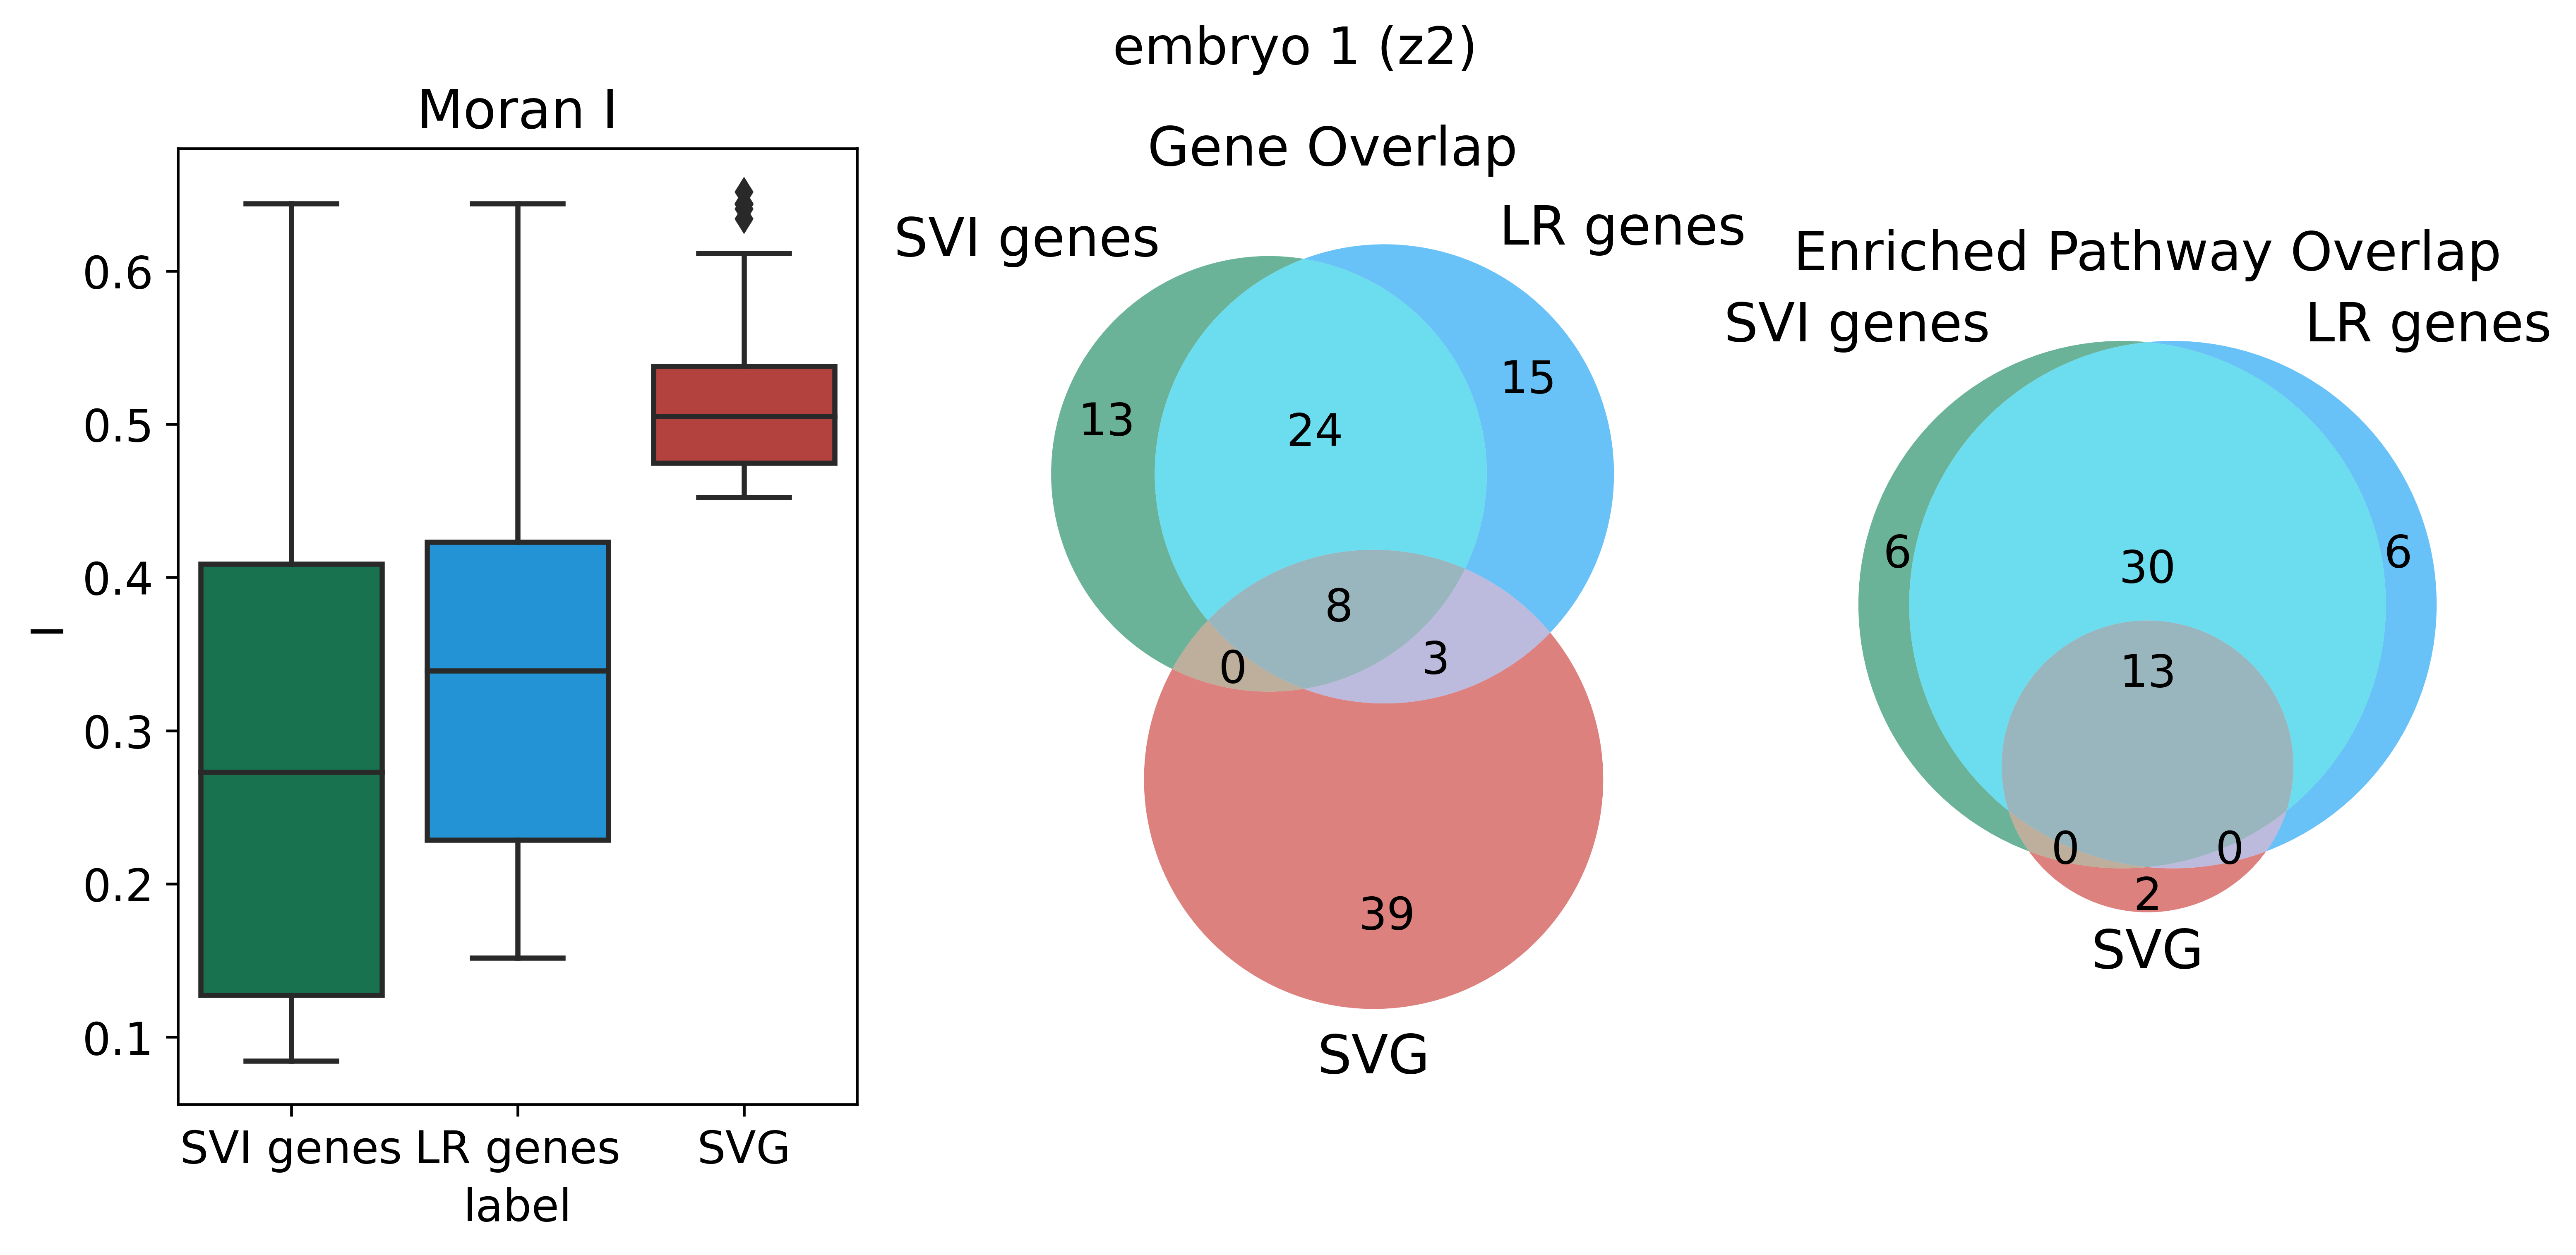 embryo 1 (z2)
Moran I
I
0.6
0.5
0.4
0.3
0.2
0.1
SVI genes
LR genes
SVG
label
Gene Overlap
SVI genes
LR genes
13
24
15
8
0
3
39
SVG
Enriched Pathway Overlap
SVI genes
LR genes
6
30
6
13
0
0
2
SVG